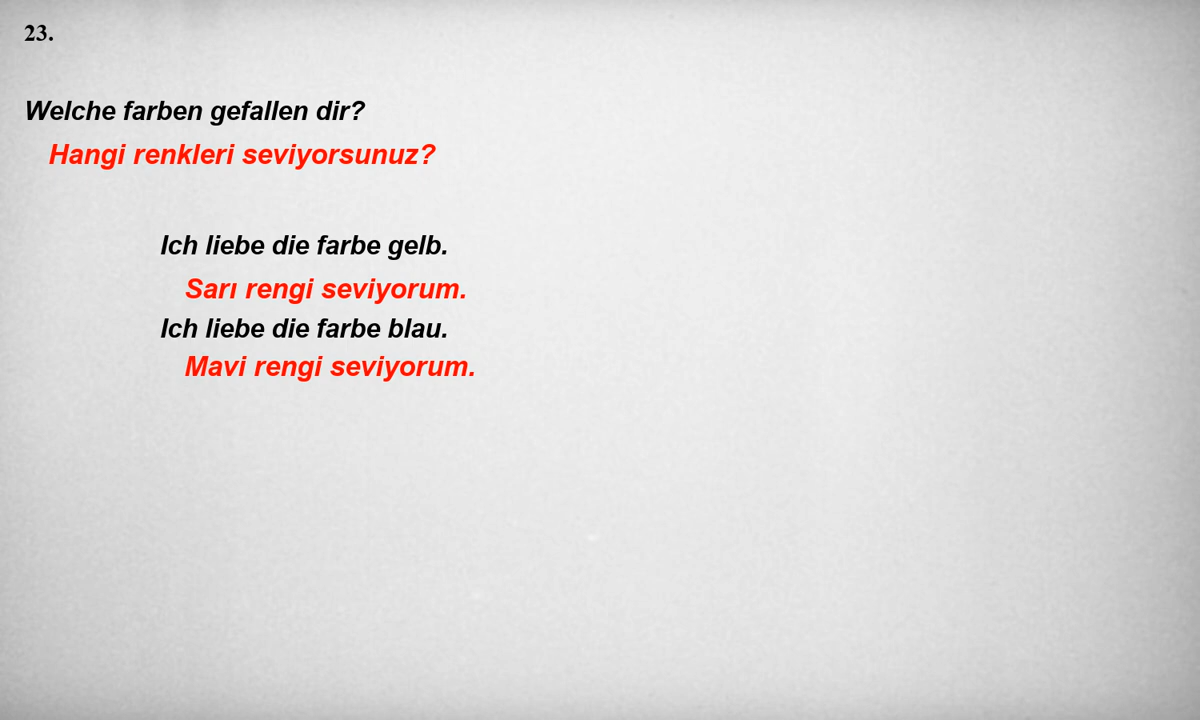 23.
Welche farben gefallen dir?
Hangi renkleri seviyorsunuz?
Ich liebe die farbe gelb.
Sarı rengi seviyorum.
Ich liebe die farbe blau.
Mavi rengi seviyorum.